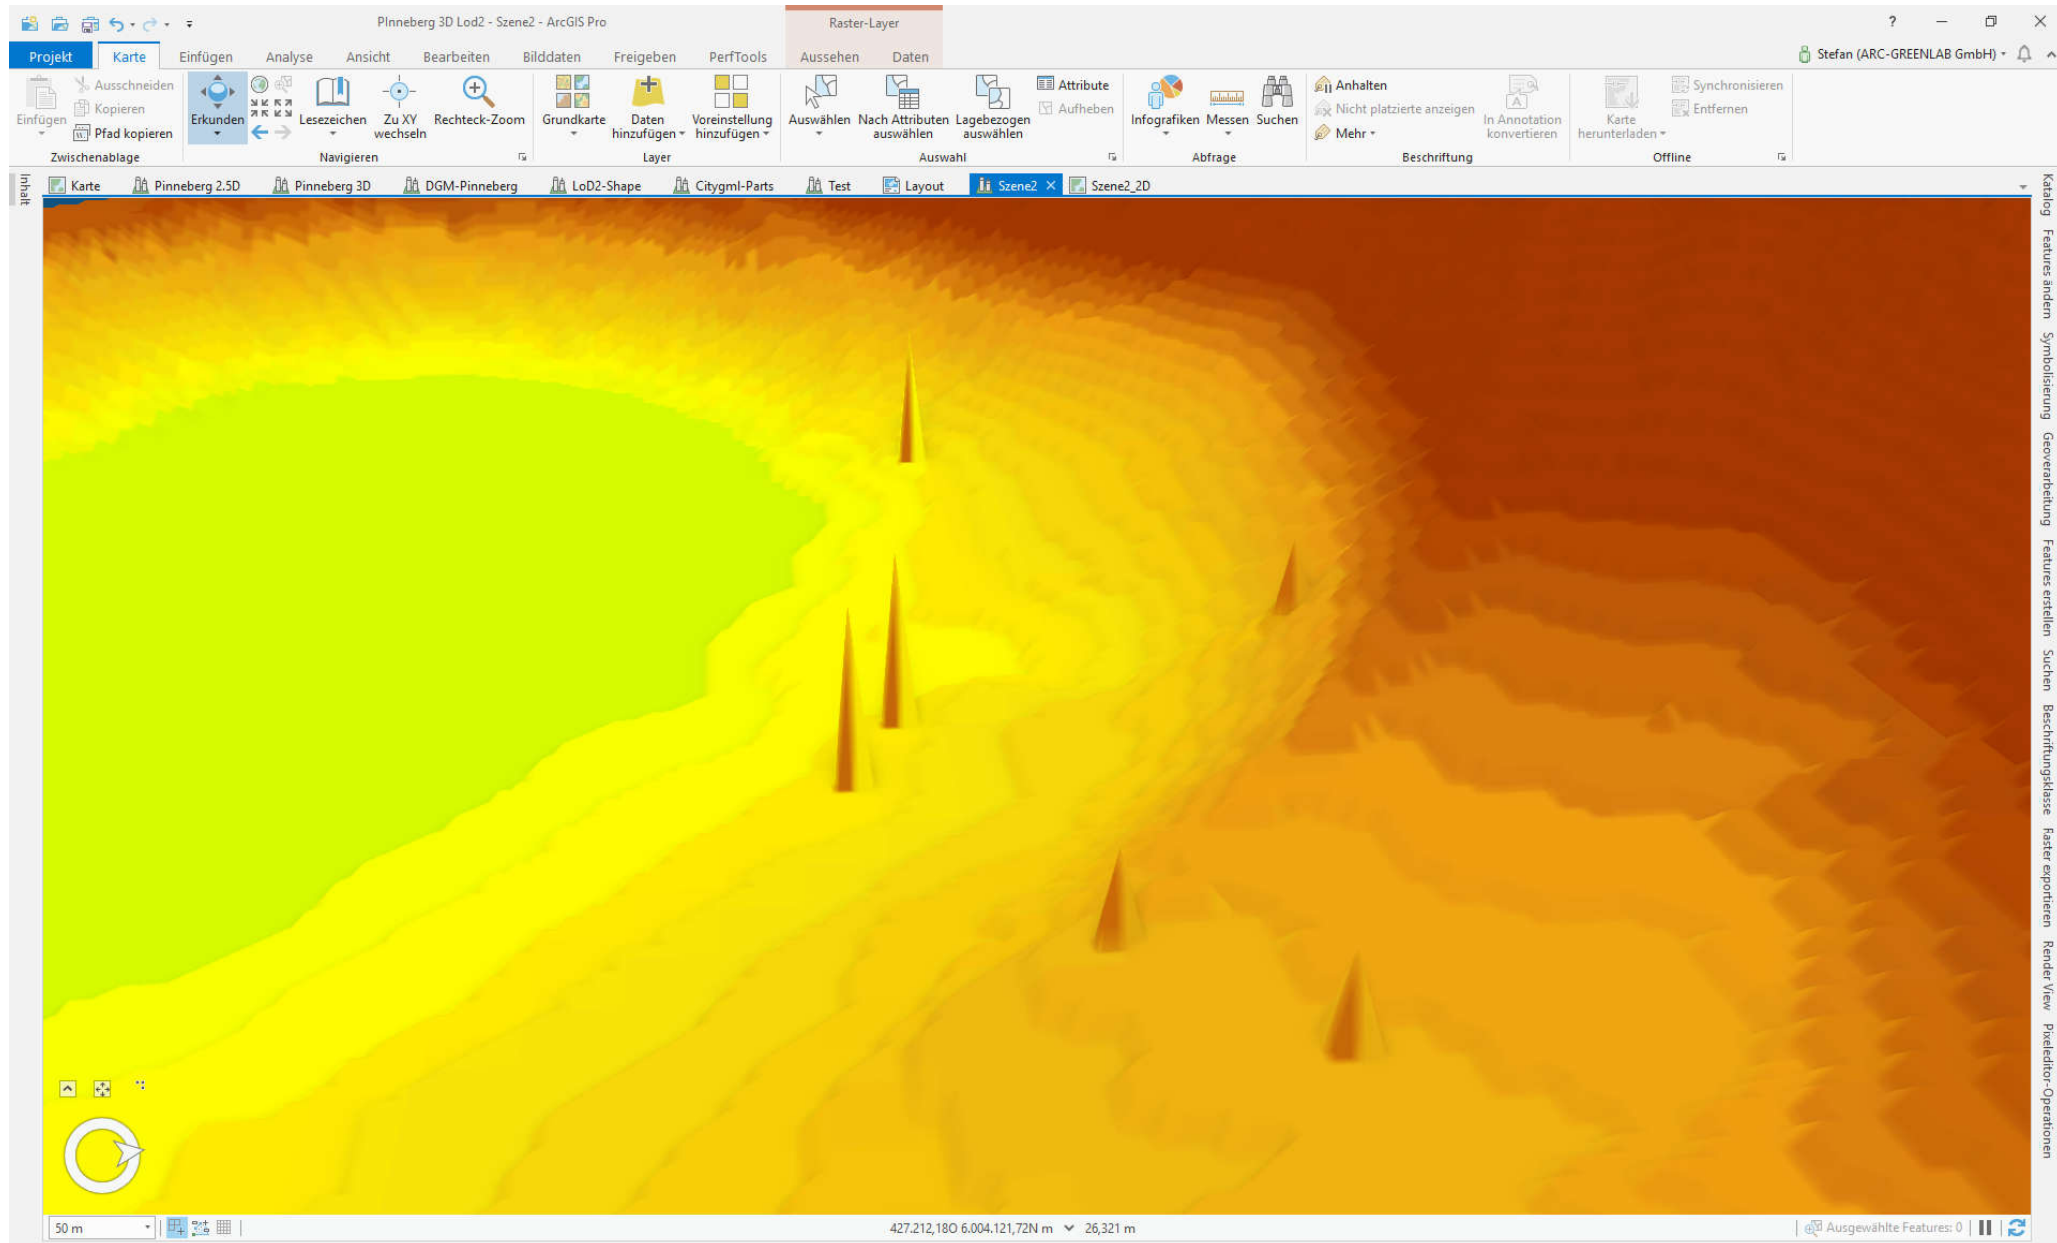 PInneberg 3D Lod2 - Szene2 - ArcGIS Pro
Raster-Layer
?
Projekt Karte Einfügen Analyse Ansicht Bearbeiten Bilddaten Freigeben PerfTools Aussehen Daten
Stefan (ARC-GREENLAB GmbH)
Einfügen
Ausschneiden
Kopieren
Pfad kopieren
Zwischenablage
Erkunden
Lesezeichen
Zu XY
wechseln
Rechteck-Zoom
Navigieren
Grundkarte
Daten
hinzufügen
Voreinstellung
hinzufügen
Layer
Auswählen
Nach Attributen
auswählen
Lagebezogen
auswählen
Attribute
Aufheben
Auswahl
Infografiken
Messen
Suchen
Abfrage
Anhalten
Nicht platzierte anzeigen
Mehr
In Annotation
konvertieren
Beschriftung
Karte
herunterladen
Synchronisieren
Entfernen
Offline
Inhalt
Karte Pinneberg 2.5D Pinneberg 3D DGM-Pinneberg LoD2-Shape Citygml-Parts Test Layout Szene2 Szene2_2D
Katalog
Features ändern
Symbolisierung
Geoverarbeitung
Features erstellen
Suchen
Beschriftungsklasse
Raster exportieren
Render View
Pixeleditor-Operationen
50 m
427.212,18O 6.004.121,72N m
26,321 m
Ausgewählte Features: 0